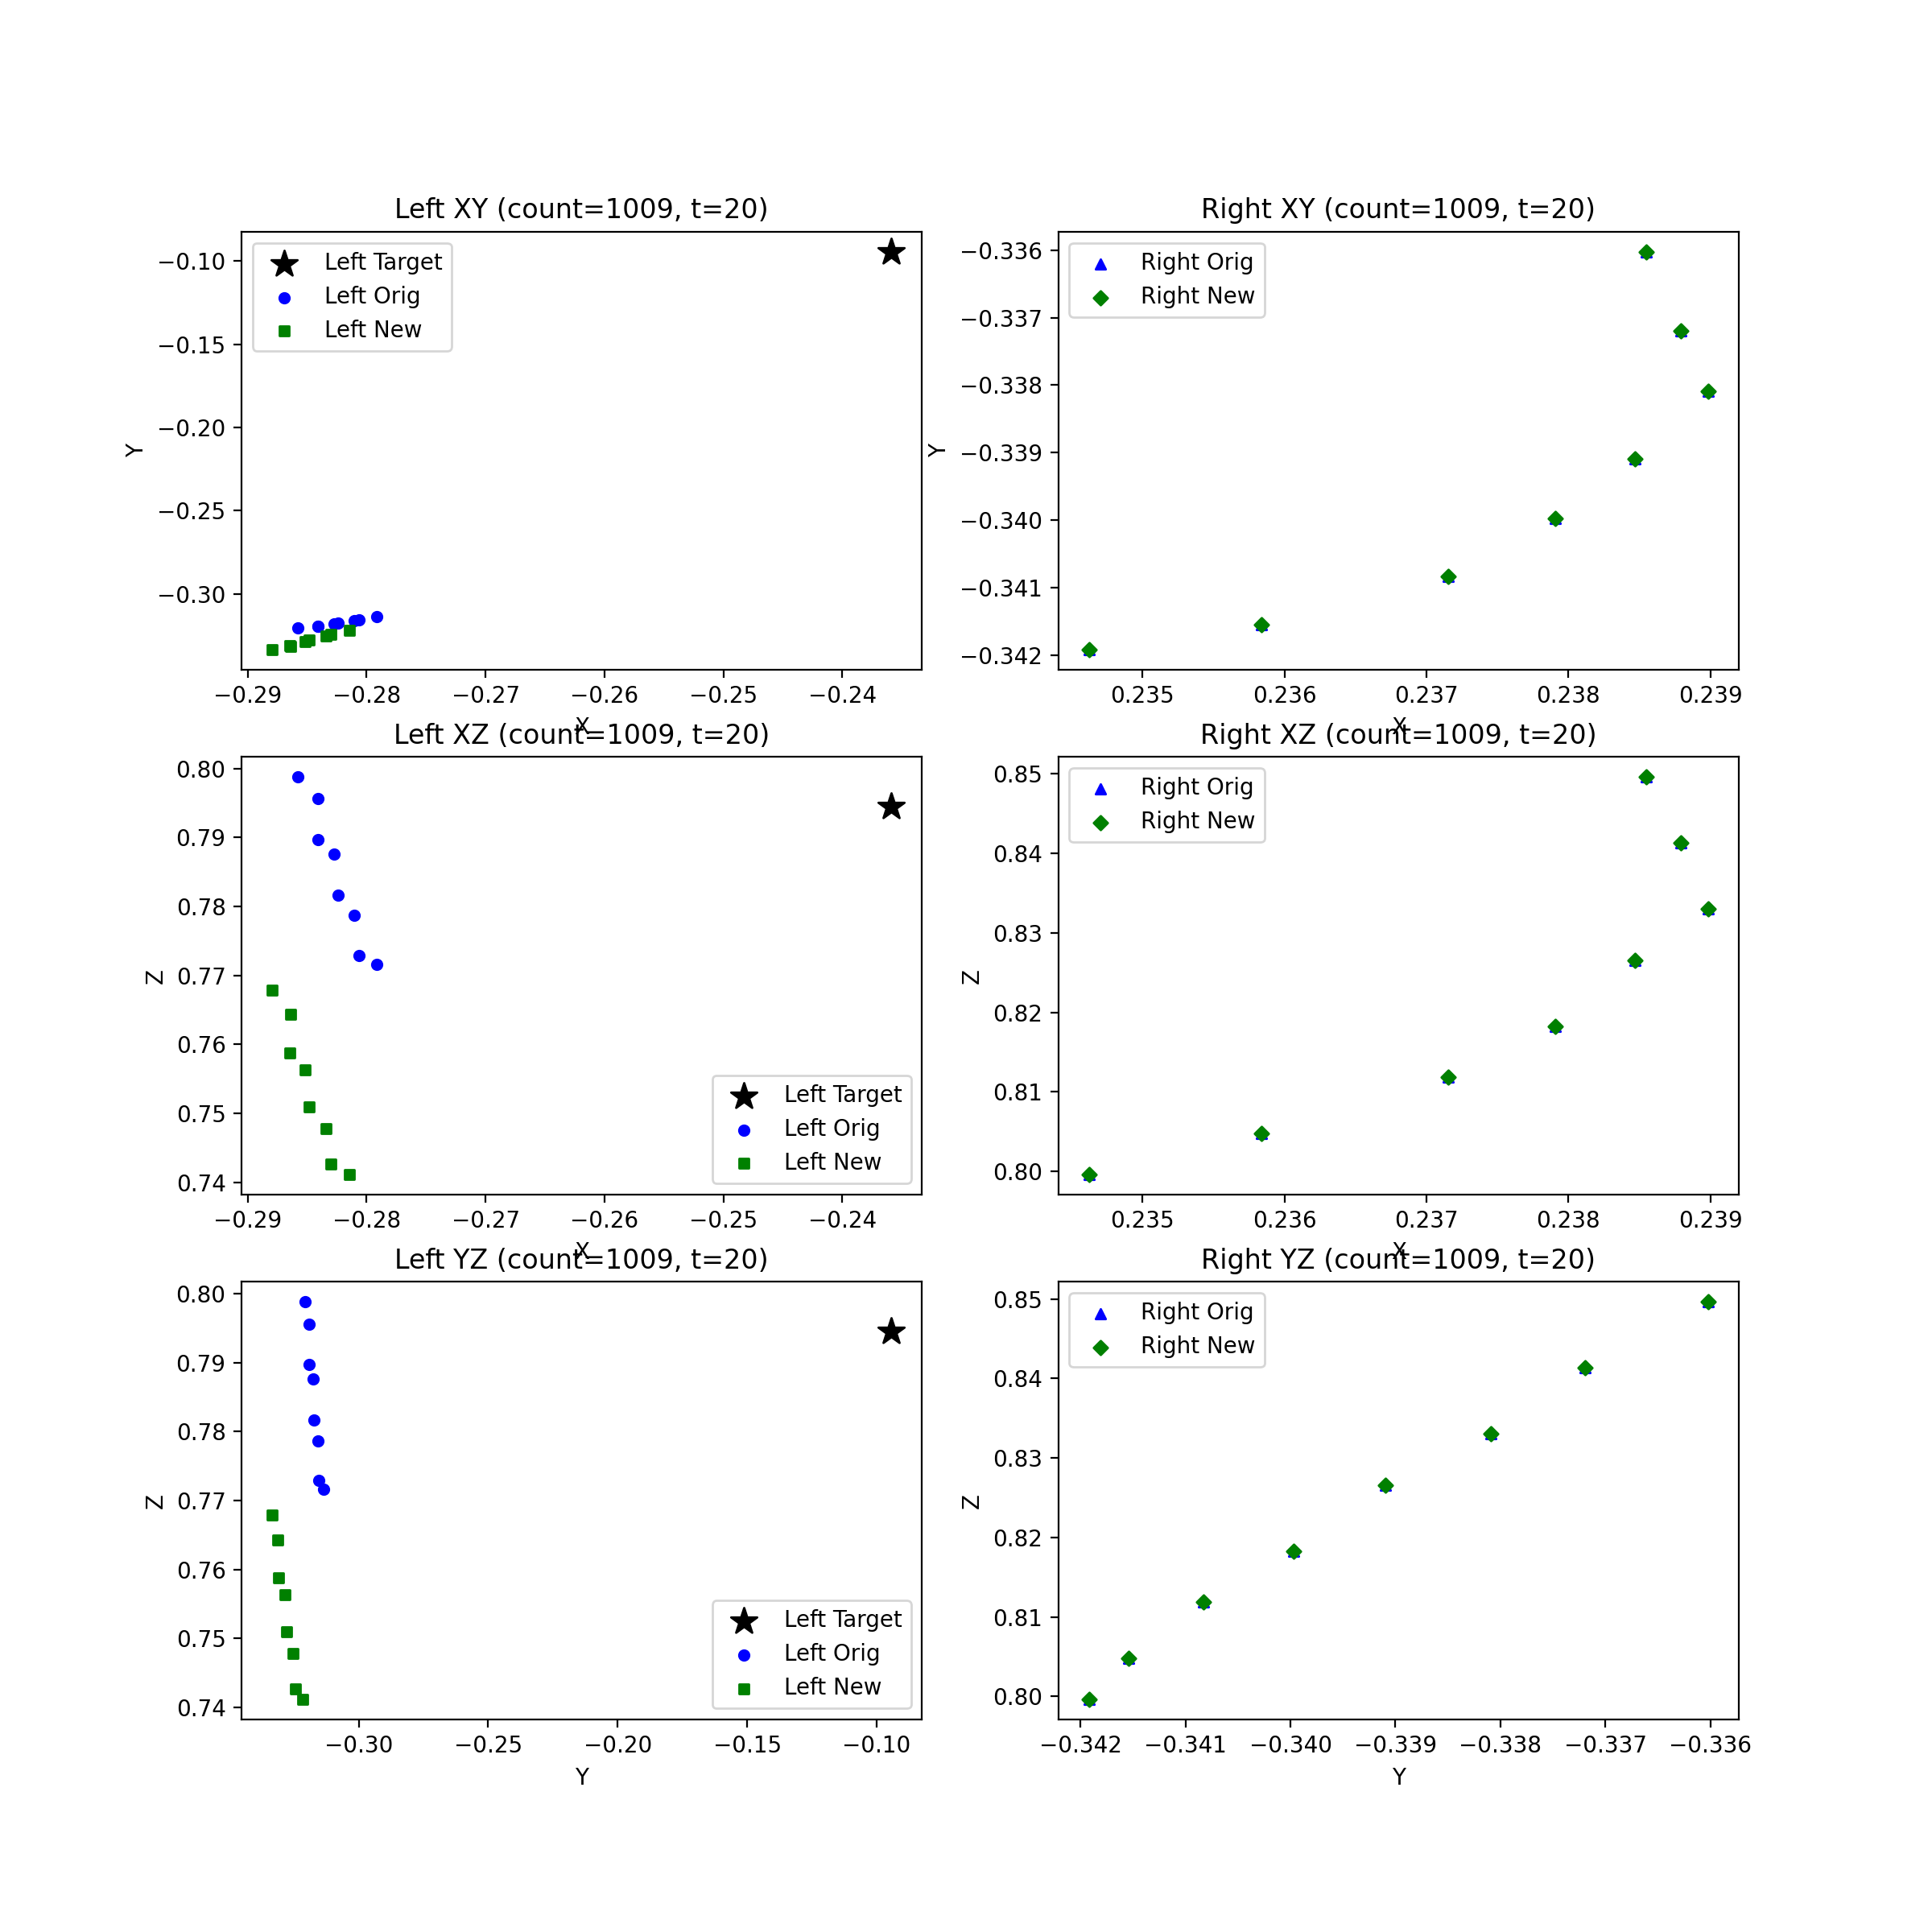 Left XY (count=1009, t=20)
Left Target
Left Orig
Left New
−0.10
−0.15
−0.20
−0.25
−0.30
Y
−0.29 −0.28 −0.27 −0.26 −0.25 −0.24
X
Right XY (count=1009, t=20)
Right Orig
Right New
−0.336
−0.337
−0.338
−0.339
−0.340
−0.341
−0.342
Y
0.235 0.236 0.237 0.238 0.239
X
Left XZ (count=1009, t=20)
0.80
0.79
0.78
0.77
0.76
0.75
0.74
Z
Left Target
Left Orig
Left New
−0.29 −0.28 −0.27 −0.26 −0.25 −0.24
X
Right XZ (count=1009, t=20)
Right Orig
Right New
0.85
0.84
0.83
0.82
0.81
0.80
Z
0.235 0.236 0.237 0.238 0.239
X
Left YZ (count=1009, t=20)
0.80
0.79
0.78
0.77
0.76
0.75
0.74
Z
Left Target
Left Orig
Left New
−0.30 −0.25 −0.20 −0.15 −0.10
Y
Right YZ (count=1009, t=20)
Right Orig
Right New
0.85
0.84
0.83
0.82
0.81
0.80
Z
−0.342 −0.341 −0.340 −0.339 −0.338 −0.337 −0.336
Y